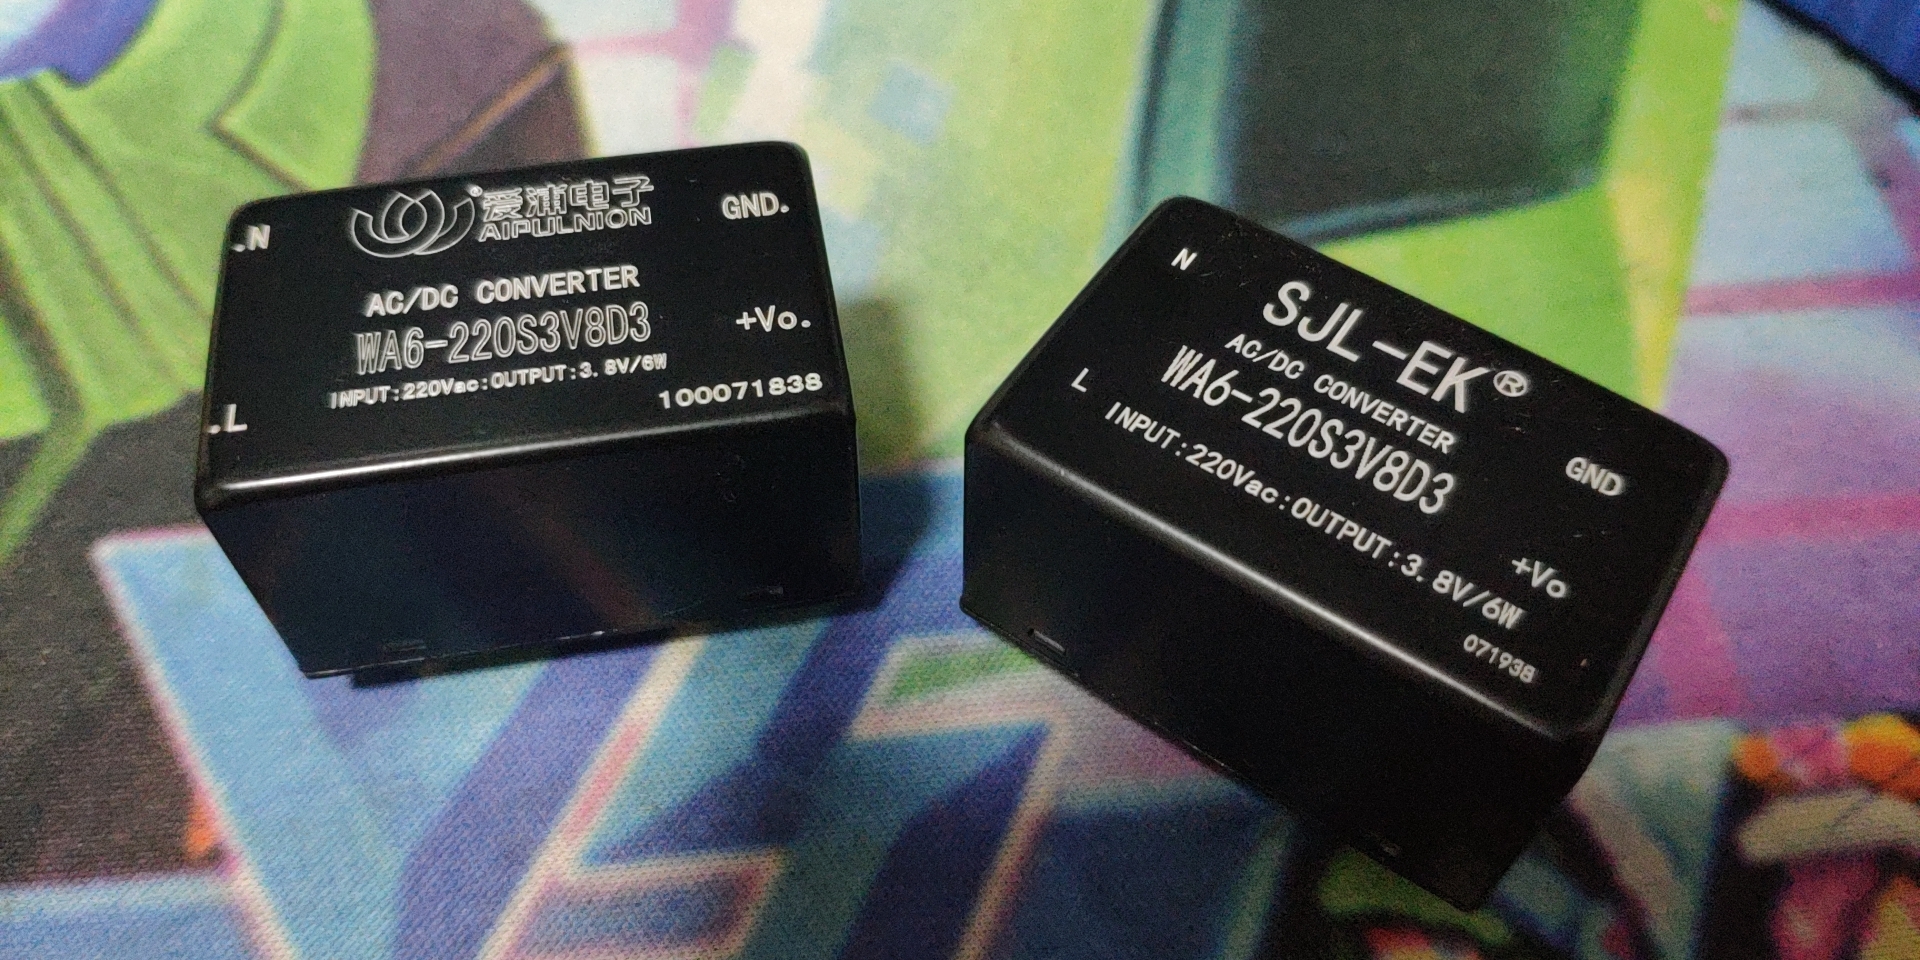 .N
® 爱浦电子
AIPULNION
GND.
AC/DC CONVERTER
WA6-220S3V8D3
+Vo.
INPUT:220Vac:OUTPUT:3.8V/6W
.L
100071838
N
SJL-EK®
AC/DC CONVERTER
WA6-220S3V8D3
L
INPUT:220Vac:OUTPUT:3.8V/6W
GND
+Vo
071938